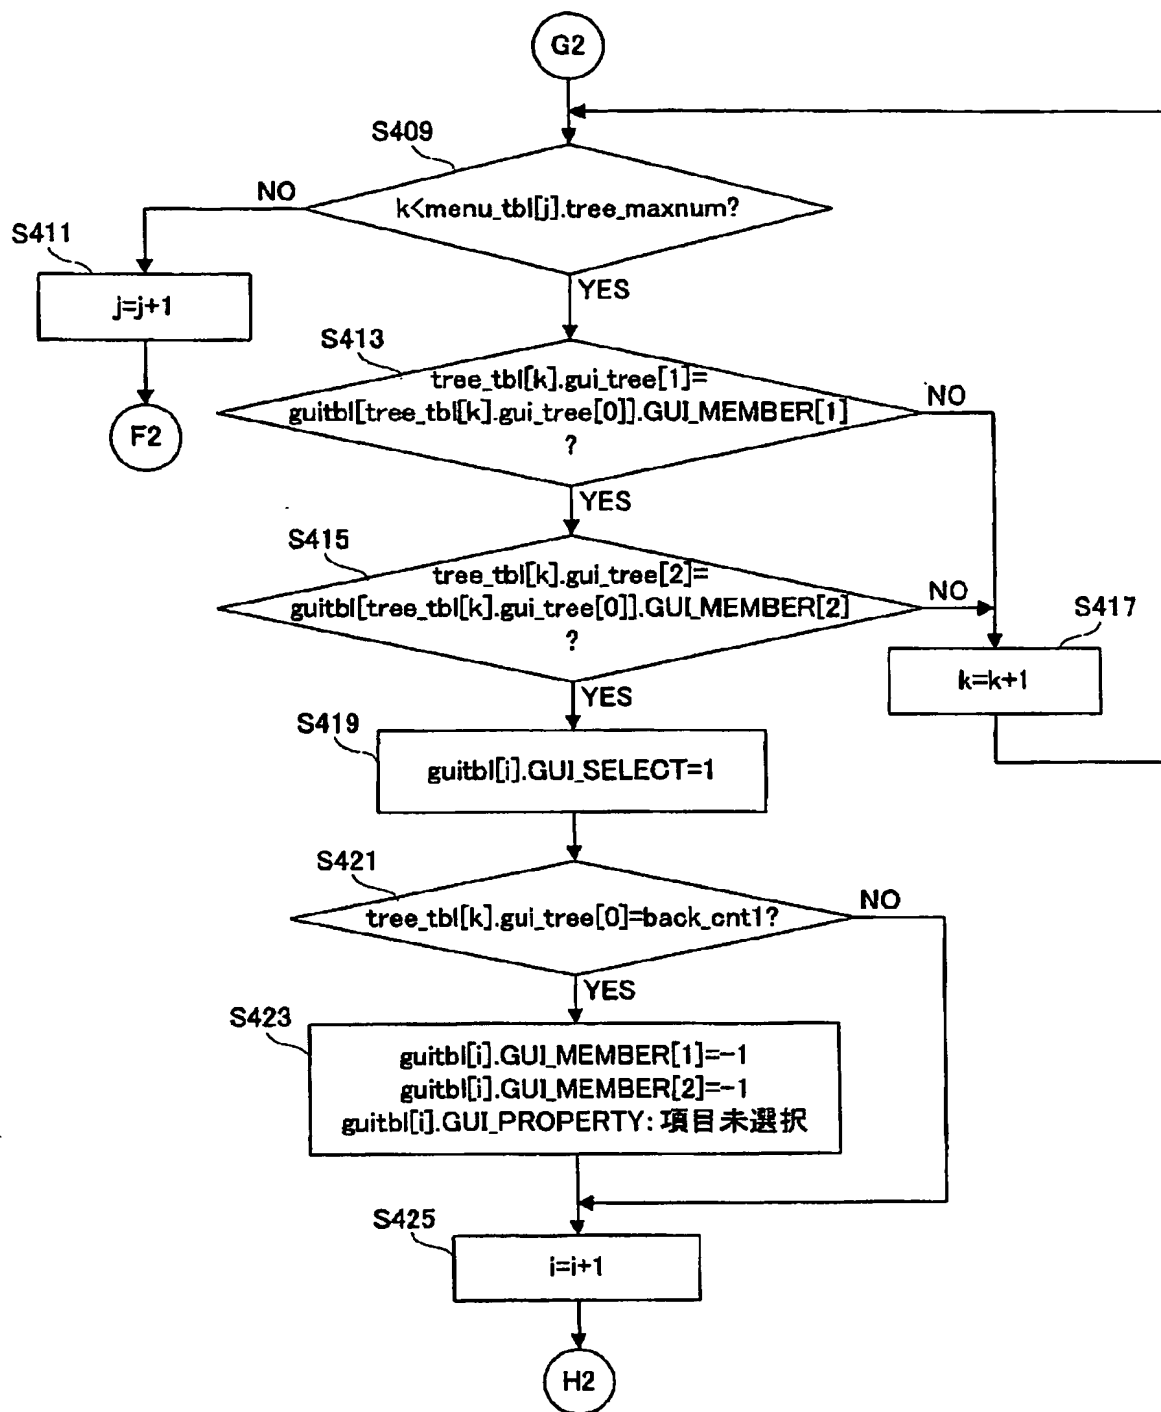 G2
S409
NO
k<menu_tbl[j].tree_maxnum?
S411
YES
j=j+1
S413
tree_tbl[k].gui_tree[1]=
guitbl[tree_tbl[k].gui_tree[0]].GUI_MEMBER[1]
?
NO
F2
YES
S415
tree_tbl[k].gui_tree[2]=
guitbl[tree_tbl[k].gui_tree[0]].GUI_MEMBER[2]
?
NO
S417
k=k+1
YES
S419
guitbl[i].GUI_SELECT=1
S421
tree_tbl[k].gui_tree[0]=back_cnt1?
NO
YES
S423
guitbl[i].GUI_MEMBER[1]=-1
guitbl[i].GUI_MEMBER[2]=-1
guitbl[i].GUI_PROPERTY:項目未選択
S425
i=i+1
H2